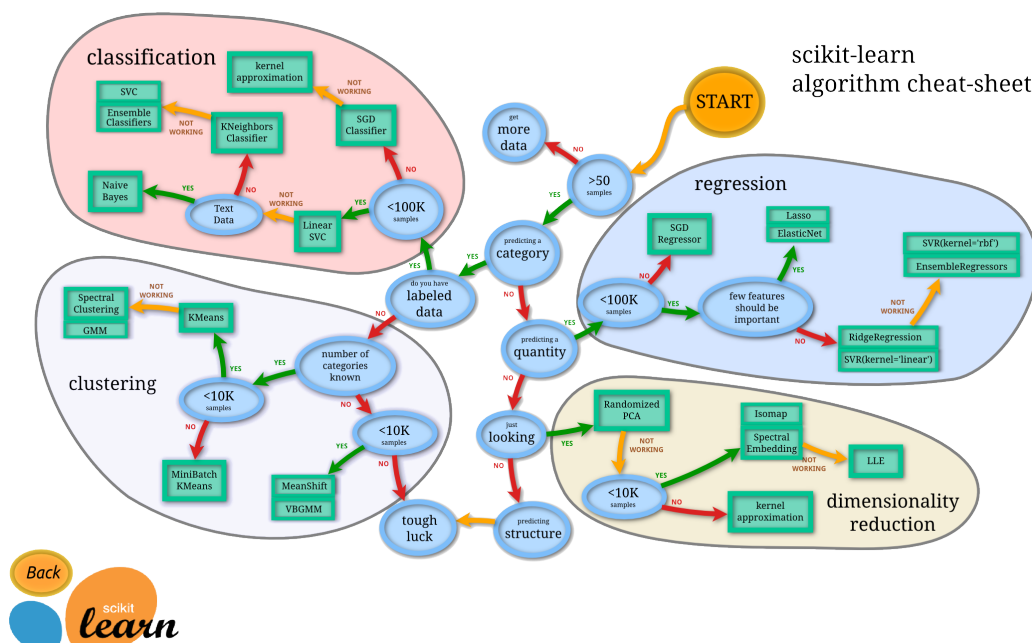 scikit-learn
algorithm cheat-sheet
START
classification
kernel
approximation
NOT
WORKING
SVC
Ensemble
Classifiers
NOT
WORKING
KNeighbors
Classifier
SGD
Classifier
Naive
Bayes
YES
Text
Data
NO
NOT
WORKING
Linear
SVC
YES
<100K
samples
NO
get
more
data
NO
>50
samples
YES
predicting a
category
YES
NO
do you have
labeled
data
YES
NO
predicting a
quantity
YES
NO
just
looking
YES
NO
predicting
structure
tough
luck
regression
SGD
Regressor
NO
<100K
samples
YES
Lasso
ElasticNet
YES
few features
should be
important
NO
SVR(kernel='rbf')
EnsembleRegressors
NOT
WORKING
RidgeRegression
SVR(kernel='linear')
clustering
Spectral
Clustering
GMM
NOT
WORKING
KMeans
YES
number of
categories
known
YES
NO
<10K
samples
NO
MiniBatch
KMeans
<10K
samples
YES
NO
MeanShift
VBGMM
Randomized
PCA
NOT
WORKING
<10K
samples
YES
NO
Isomap
Spectral
Embedding
NOT
WORKING
LLE
kernel
approximation
dimensionality
reduction
Back
scikit
learn